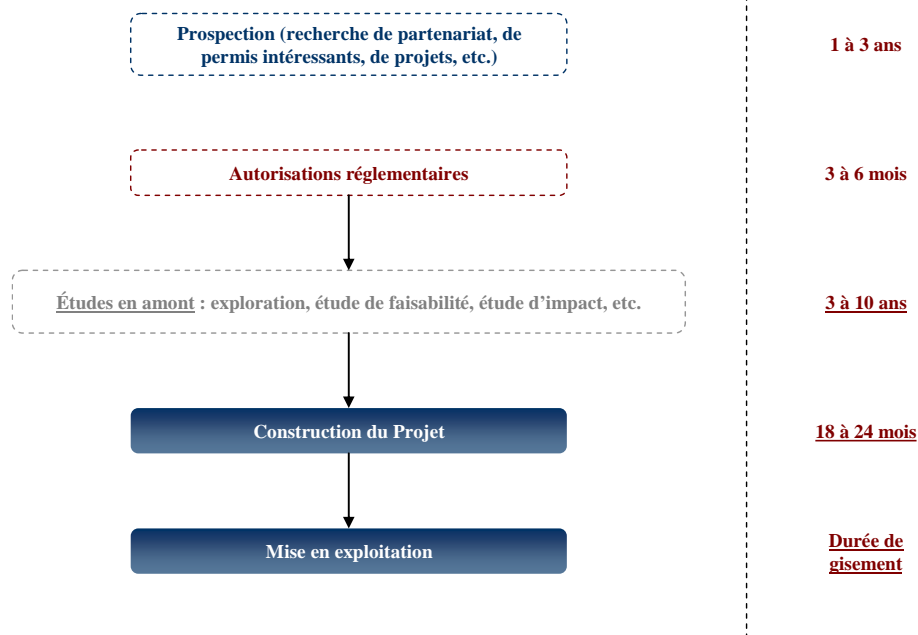 Prospection (recherche de partenariat, de
permis intéressants, de projets, etc.)
1 à 3 ans
Autorisations réglementaires
3 à 6 mois
Études en amont : exploration, étude de faisabilité, étude d’impact, etc.
3 à 10 ans
Construction du Projet
18 à 24 mois
Mise en exploitation
Durée de
gisement